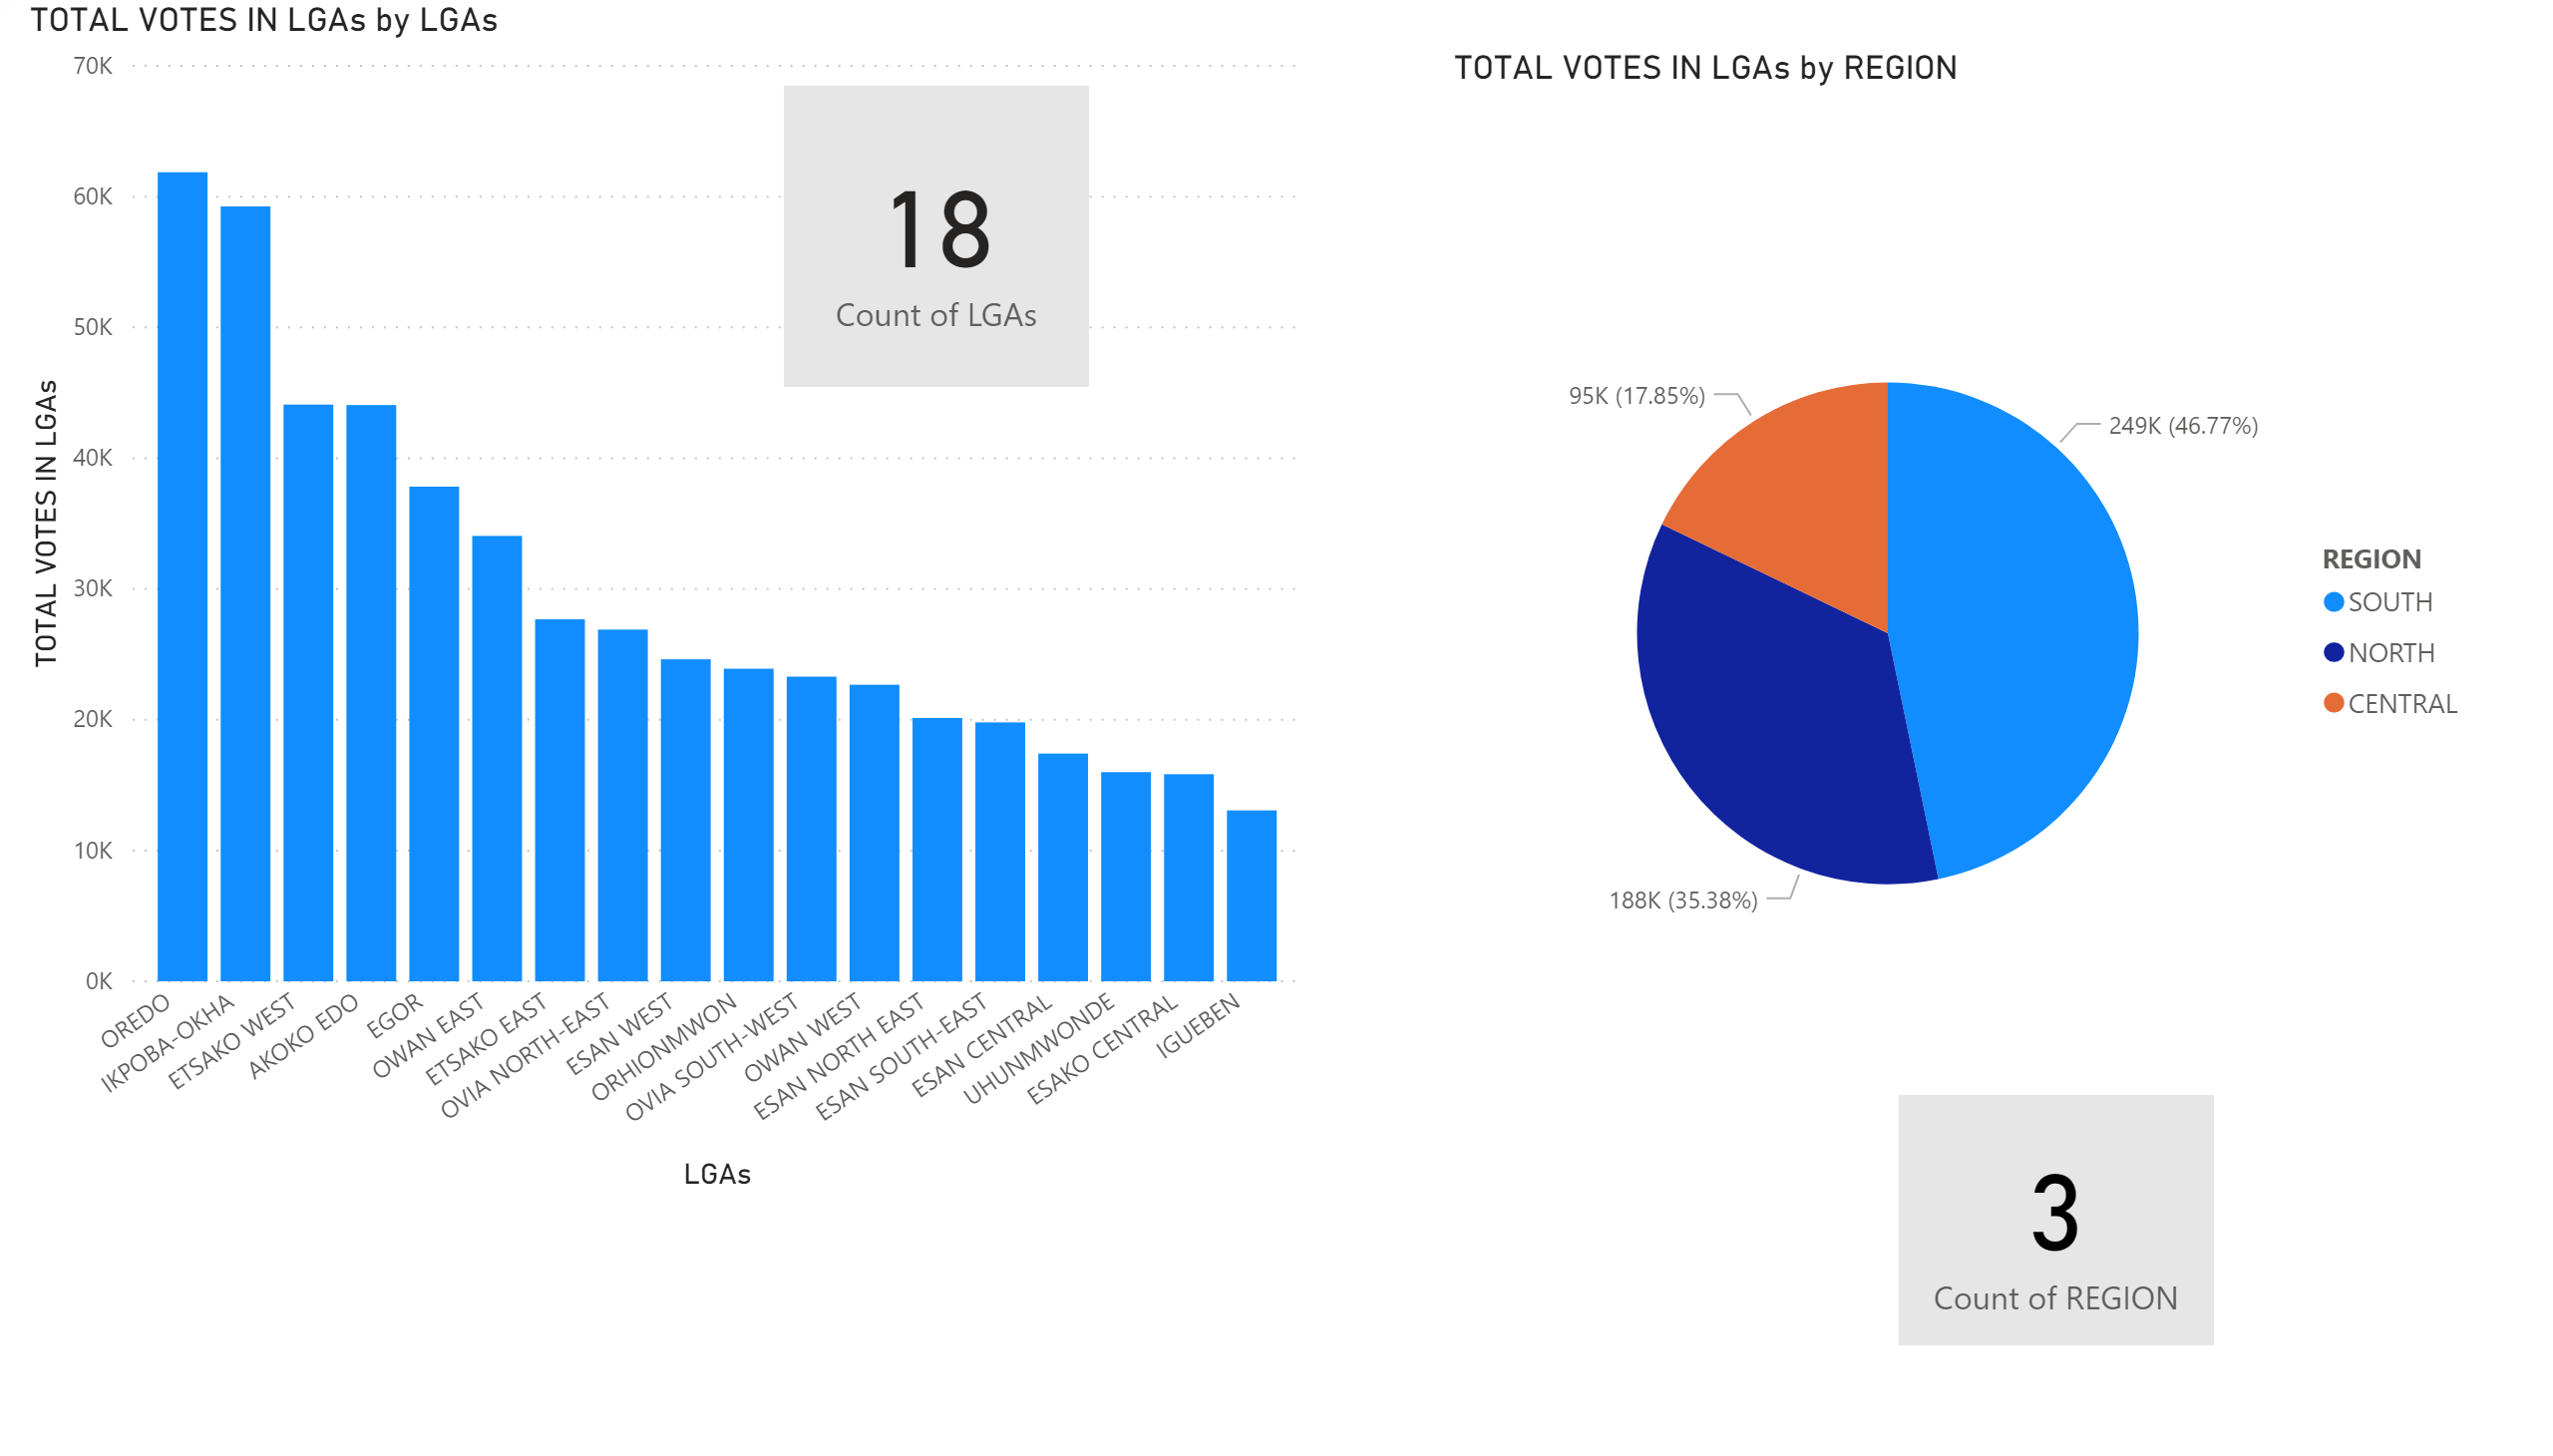 TOTAL VOTES IN LGAs by LGAs
70K
60K
50K
40K
30K
20K
10K
0K
TOTAL VOTES IN LGAs
OREDO
IKPOBA-OKHA
ETSAKO WEST
AKOKO EDO
EGOR
OWAN EAST
ETSAKO EAST
OVIA NORTH-EAST
ESAN WEST
ORHIONMWON
OVIA SOUTH-WEST
OWAN WEST
ESAN NORTH EAST
ESAN SOUTH-EAST
ESAN CENTRAL
UHUNMWONDE
ESAKO CENTRAL
IGUEBEN
LGAs
18
Count of LGAs
TOTAL VOTES IN LGAs by REGION
95K (17.85%)
249K (46.77%)
188K (35.38%)
REGION
SOUTH
NORTH
CENTRAL
3
Count of REGION